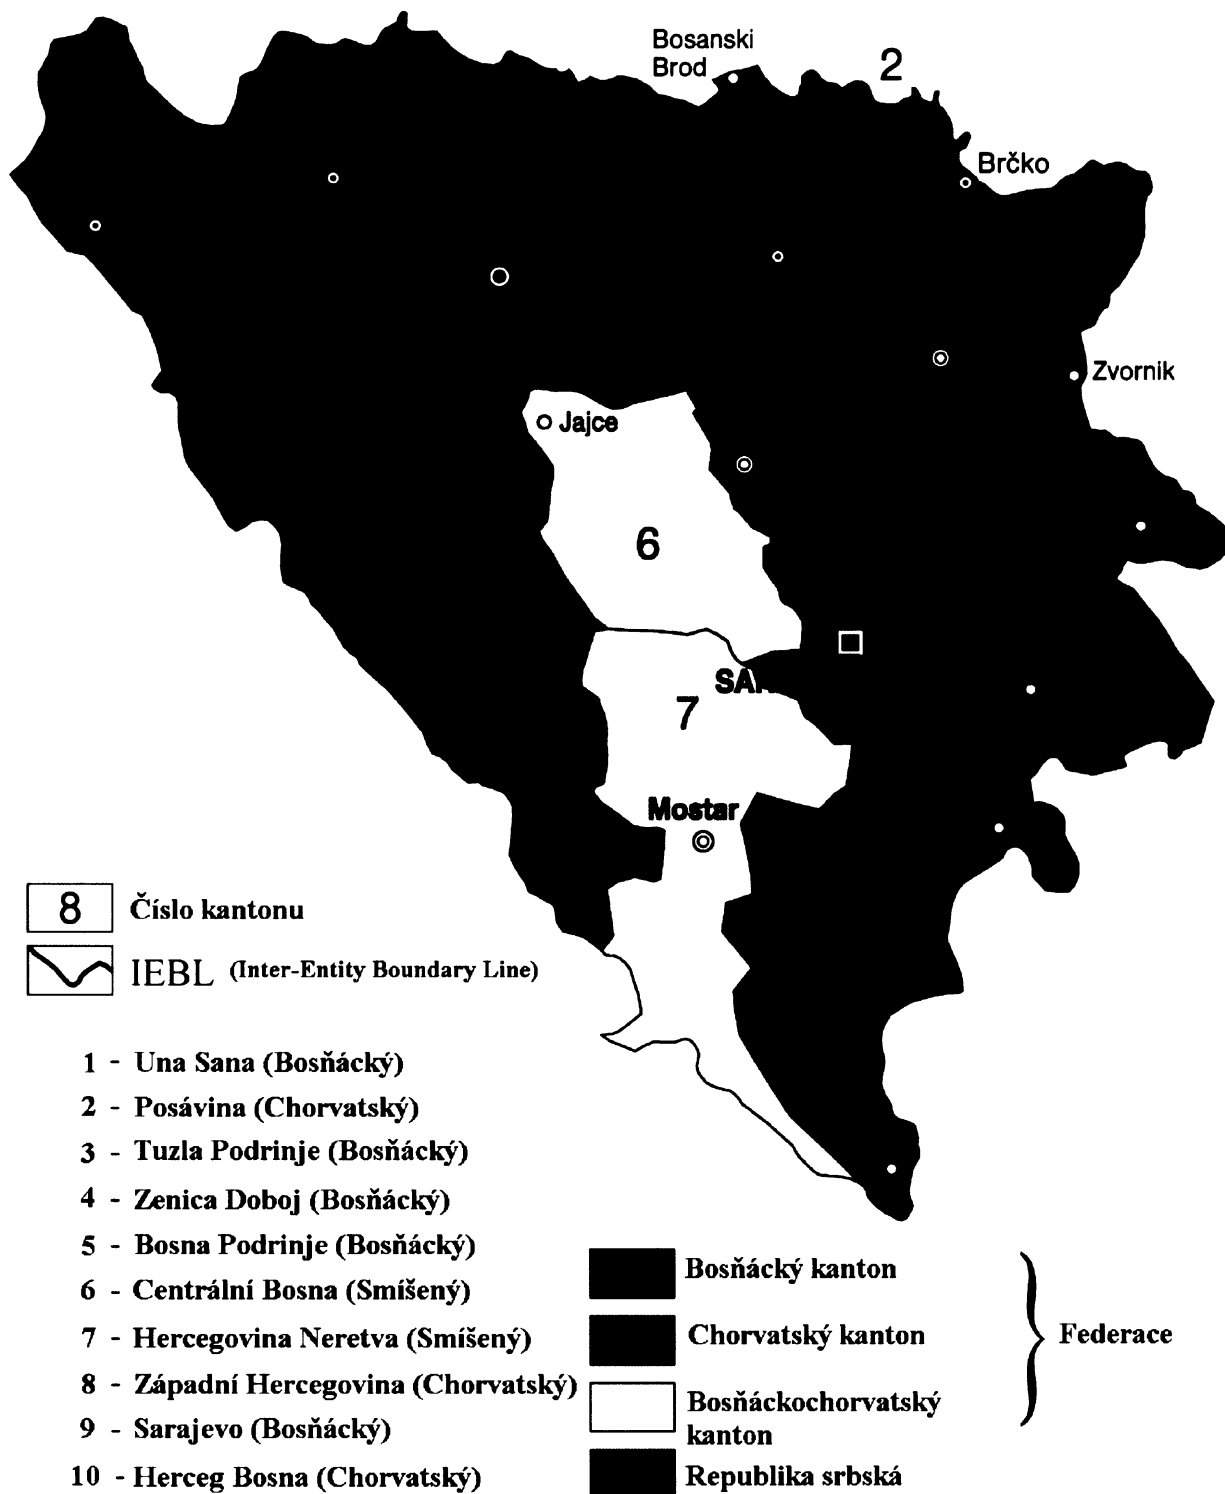 Bosanski
Brod
2
Brčko
Zvornik
Jajce
6
7
Mostar
8 Číslo kantonu
IEBL (Inter-Entity Boundary Line)
1 - Una Sana (Bosňácký)
2 - Posávina (Chorvatský)
3 - Tuzla Podrinje (Bosňácký)
4 - Zenica Doboj (Bosňácký)
5 - Bosna Podrinje (Bosňácký)
6 - Centrální Bosna (Smíšený)
7 - Hercegovina Neretva (Smíšený)
8 - Západní Hercegovina (Chorvatský)
9 - Sarajevo (Bosňácký)
10 - Herceg Bosna (Chorvatský)
Bosňácký kanton
Chorvatský kanton
Bosňáckochorvatský
kanton
Republika srbská
Federace